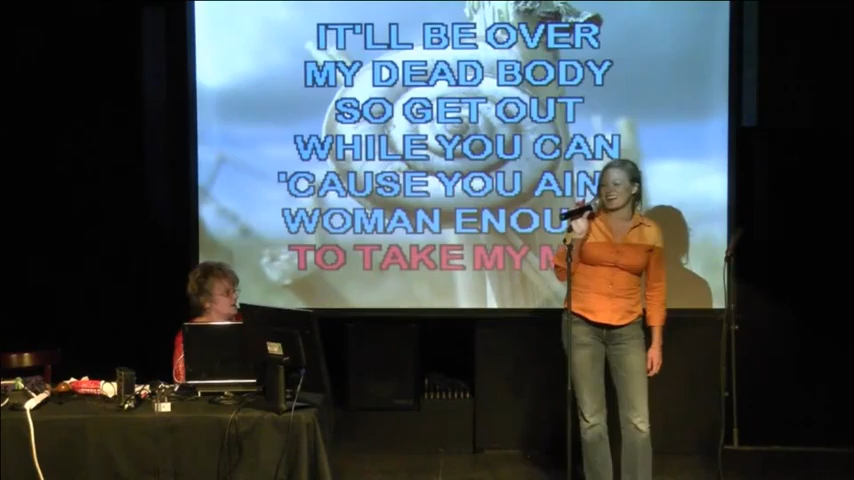 IT'LL BE OVER
MY DEAD BODY
SO GET OUT
WHILE YOU CAN
'CAUSE YOU
WOMAN
TO TAKE MY